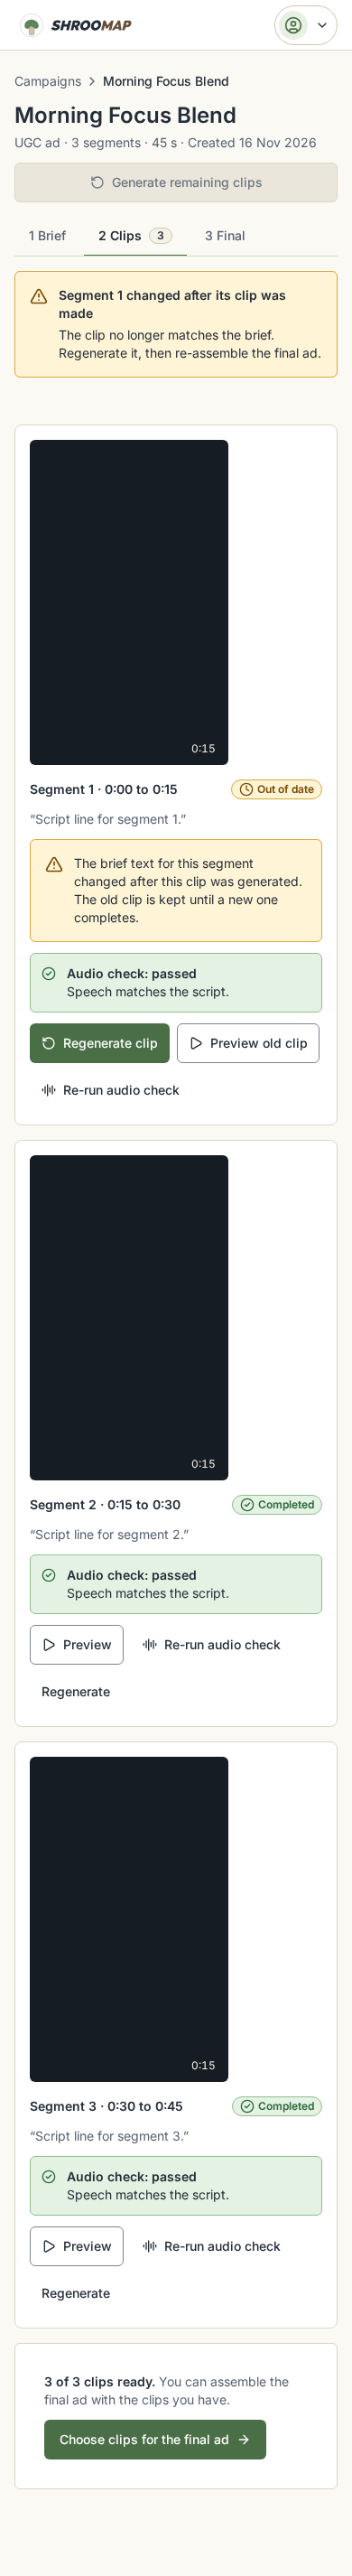 SHROOMAP
Campaigns > Morning Focus Blend
Morning Focus Blend
UGC ad · 3 segments · 45 s · Created 16 Nov 2026
Generate remaining clips
1 Brief 2 Clips 3 3 Final
Segment 1 changed after its clip was
made
The clip no longer matches the brief.
Regenerate it, then re-assemble the final ad.
0:15
Segment 1 · 0:00 to 0:15 Out of date
“Script line for segment 1.”
The brief text for this segment
changed after this clip was generated.
The old clip is kept until a new one
completes.
Audio check: passed
Speech matches the script.
Regenerate clip Preview old clip
Re-run audio check
0:15
Segment 2 · 0:15 to 0:30 Completed
“Script line for segment 2.”
Audio check: passed
Speech matches the script.
Preview Re-run audio check
Regenerate
0:15
Segment 3 · 0:30 to 0:45 Completed
“Script line for segment 3.”
Audio check: passed
Speech matches the script.
Preview Re-run audio check
Regenerate
3 of 3 clips ready. You can assemble the
final ad with the clips you have.
Choose clips for the final ad →